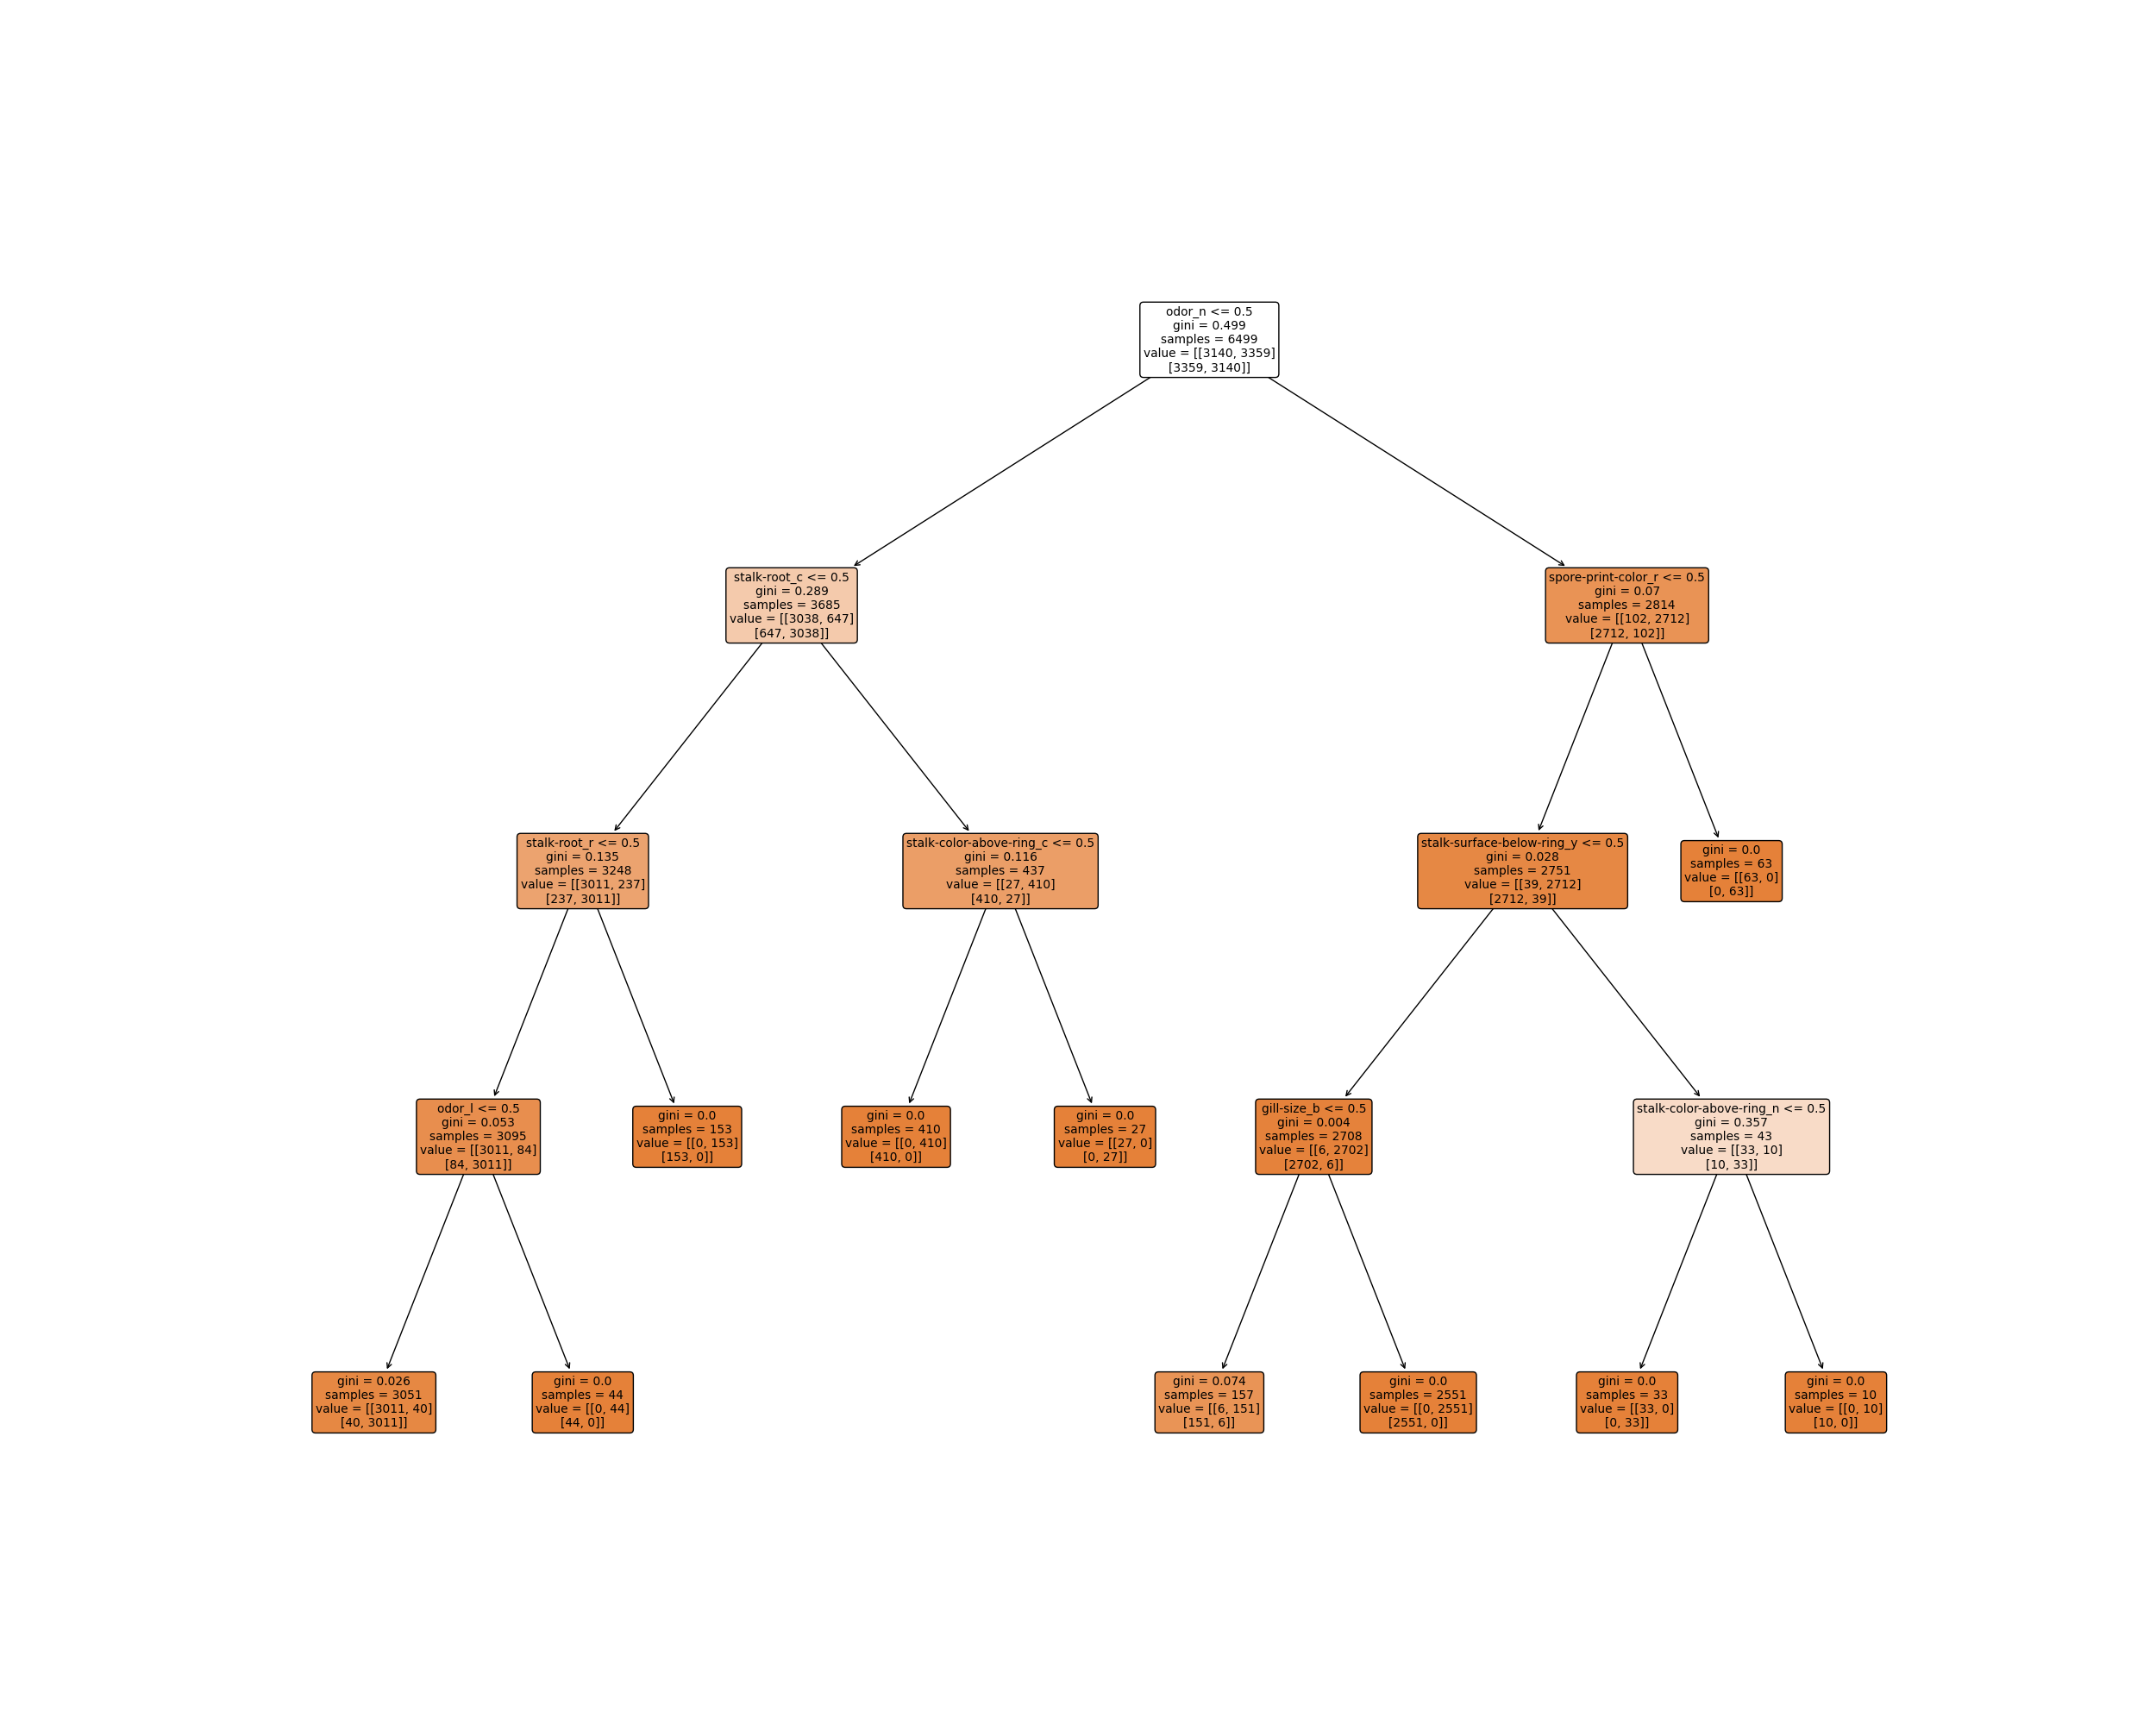 odor_n <= 0.5
gini = 0.499
samples = 6499
value = [[3140, 3359]
[3359, 3140]]
stalk-root_c <= 0.5
gini = 0.289
samples = 3685
value = [[3038, 647]
[647, 3038]]
spore-print-color_r <= 0.5
gini = 0.07
samples = 2814
value = [[102, 2712]
[2712, 102]]
stalk-root_r <= 0.5
gini = 0.135
samples = 3248
value = [[3011, 237]
[237, 3011]]
stalk-color-above-ring_c <= 0.5
gini = 0.116
samples = 437
value = [[27, 410]
[410, 27]]
stalk-surface-below-ring_y <= 0.5
gini = 0.028
samples = 2751
value = [[39, 2712]
[2712, 39]]
gini = 0.0
samples = 63
value = [[63, 0]
[0, 63]]
odor_l <= 0.5
gini = 0.053
samples = 3095
value = [[3011, 84]
[84, 3011]]
gini = 0.0
samples = 153
value = [[0, 153]
[153, 0]]
gini = 0.0
samples = 410
value = [[0, 410]
[410, 0]]
gini = 0.0
samples = 27
value = [[27, 0]
[0, 27]]
gill-size_b <= 0.5
gini = 0.004
samples = 2708
value = [[6, 2702]
[2702, 6]]
stalk-color-above-ring_n <= 0.5
gini = 0.357
samples = 43
value = [[33, 10]
[10, 33]]
gini = 0.026
samples = 3051
value = [[3011, 40]
[40, 3011]]
gini = 0.0
samples = 44
value = [[0, 44]
[44, 0]]
gini = 0.074
samples = 157
value = [[6, 151]
[151, 6]]
gini = 0.0
samples = 2551
value = [[0, 2551]
[2551, 0]]
gini = 0.0
samples = 33
value = [[33, 0]
[0, 33]]
gini = 0.0
samples = 10
value = [[0, 10]
[10, 0]]